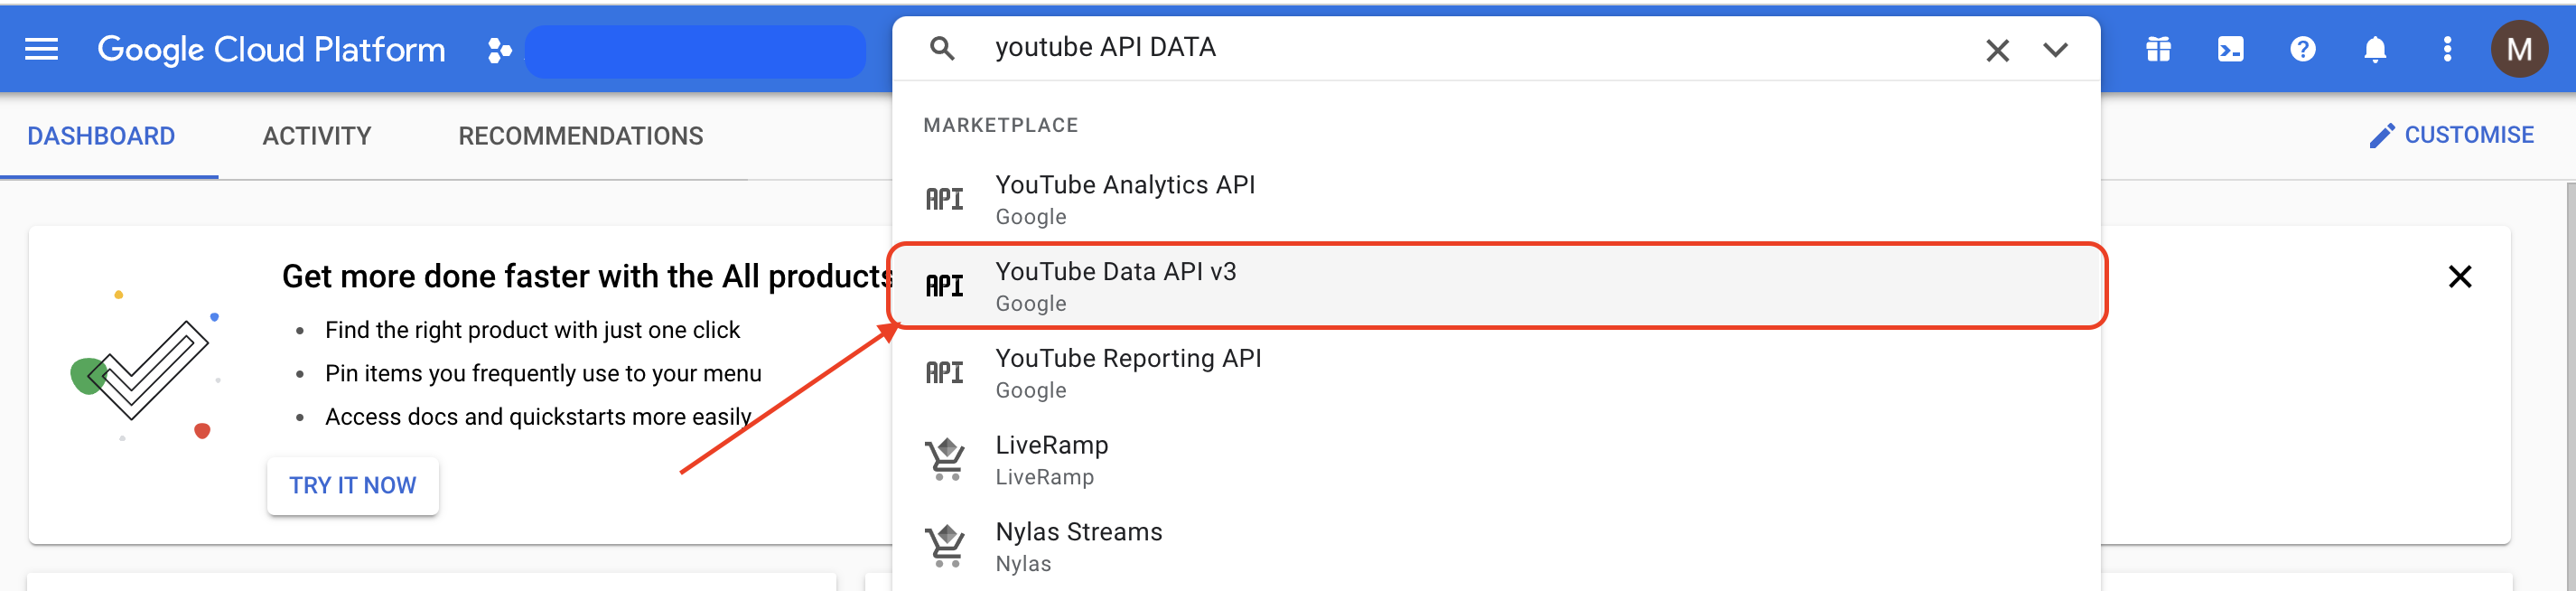 Google Cloud Platform
youtube API DATA
M
DASHBOARD
ACTIVITY
RECOMMENDATIONS
CUSTOMISE
MARKETPLACE
API
YouTube Analytics API
Google
API
YouTube Data API v3
Google
API
YouTube Reporting API
Google
LiveRamp
LiveRamp
Nylas Streams
Nylas
Get more done faster with the All products
Find the right product with just one click
Pin items you frequently use to your menu
Access docs and quickstarts more easily
TRY IT NOW